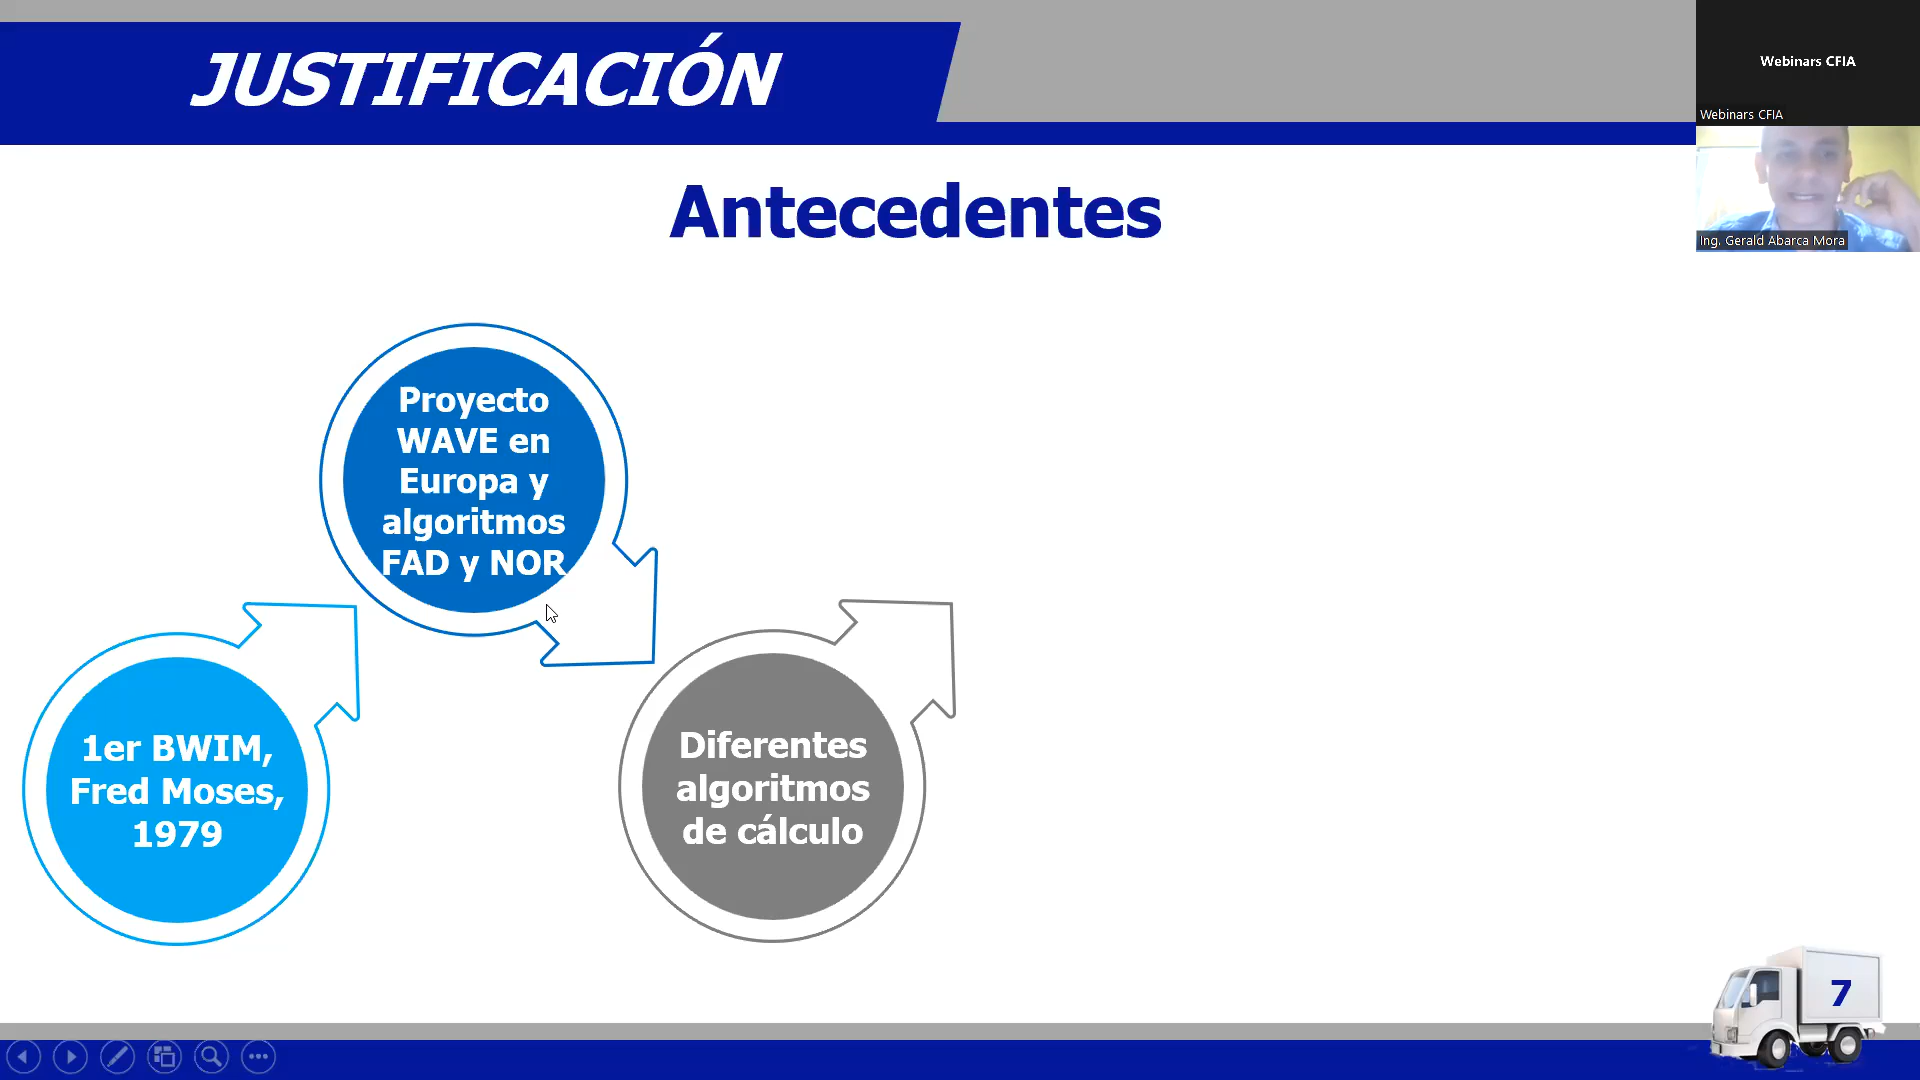 JUSTIFICACIÓN
Webinars CFIA
Webinars CFIA
Ing. Gerald Abarca Mora
Antecedentes
Proyecto
WAVE en
Europa y
algoritmos
FAD y NOR
1er BWIM,
Fred Moses,
1979
Diferentes
algoritmos
de cálculo
7